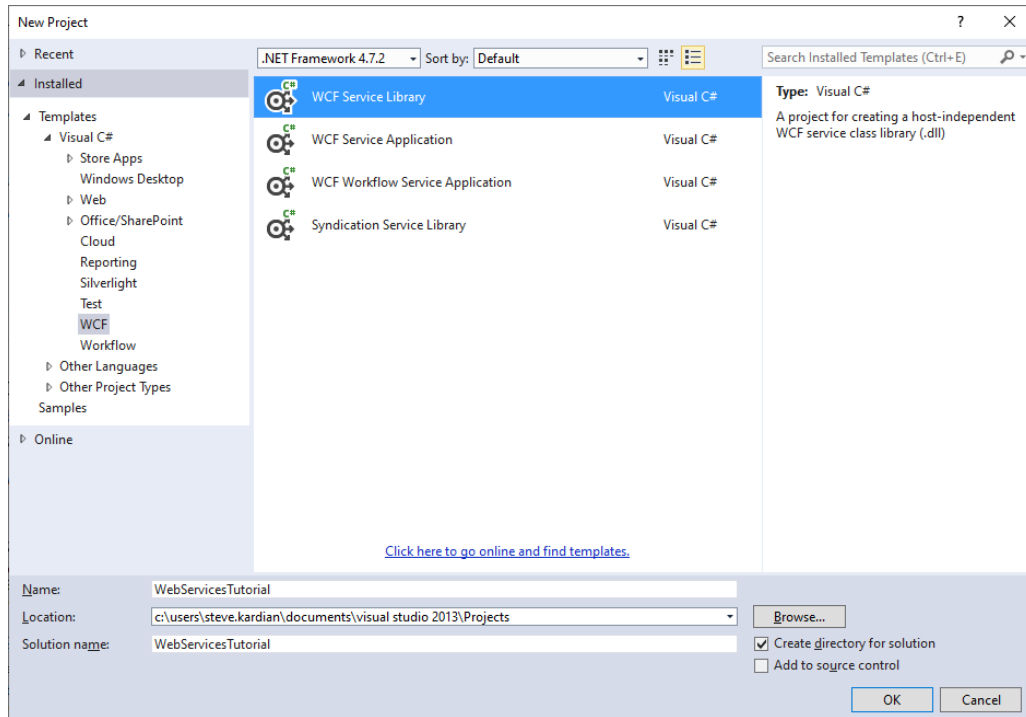 New Project
?
Recent
Installed
Templates
Visual C#
Store Apps
Windows Desktop
Web
Office/SharePoint
Cloud
Reporting
Silverlight
Test
WCF
Workflow
Other Languages
Other Project Types
Samples
Online
.NET Framework 4.7.2 Sort by: Default
C# WCF Service Library Visual C#
C# WCF Service Application Visual C#
C# WCF Workflow Service Application Visual C#
C# Syndication Service Library Visual C#
Click here to go online and find templates.
Search Installed Templates (Ctrl+E)
Type: Visual C#
A project for creating a host-independent
WCF service class library (.dll)
Name: WebServicesTutorial
Location: c:\users\steve.kardian\documents\visual studio 2013\Projects Browse...
Solution name: WebServicesTutorial
Create directory for solution
Add to source control
OK Cancel